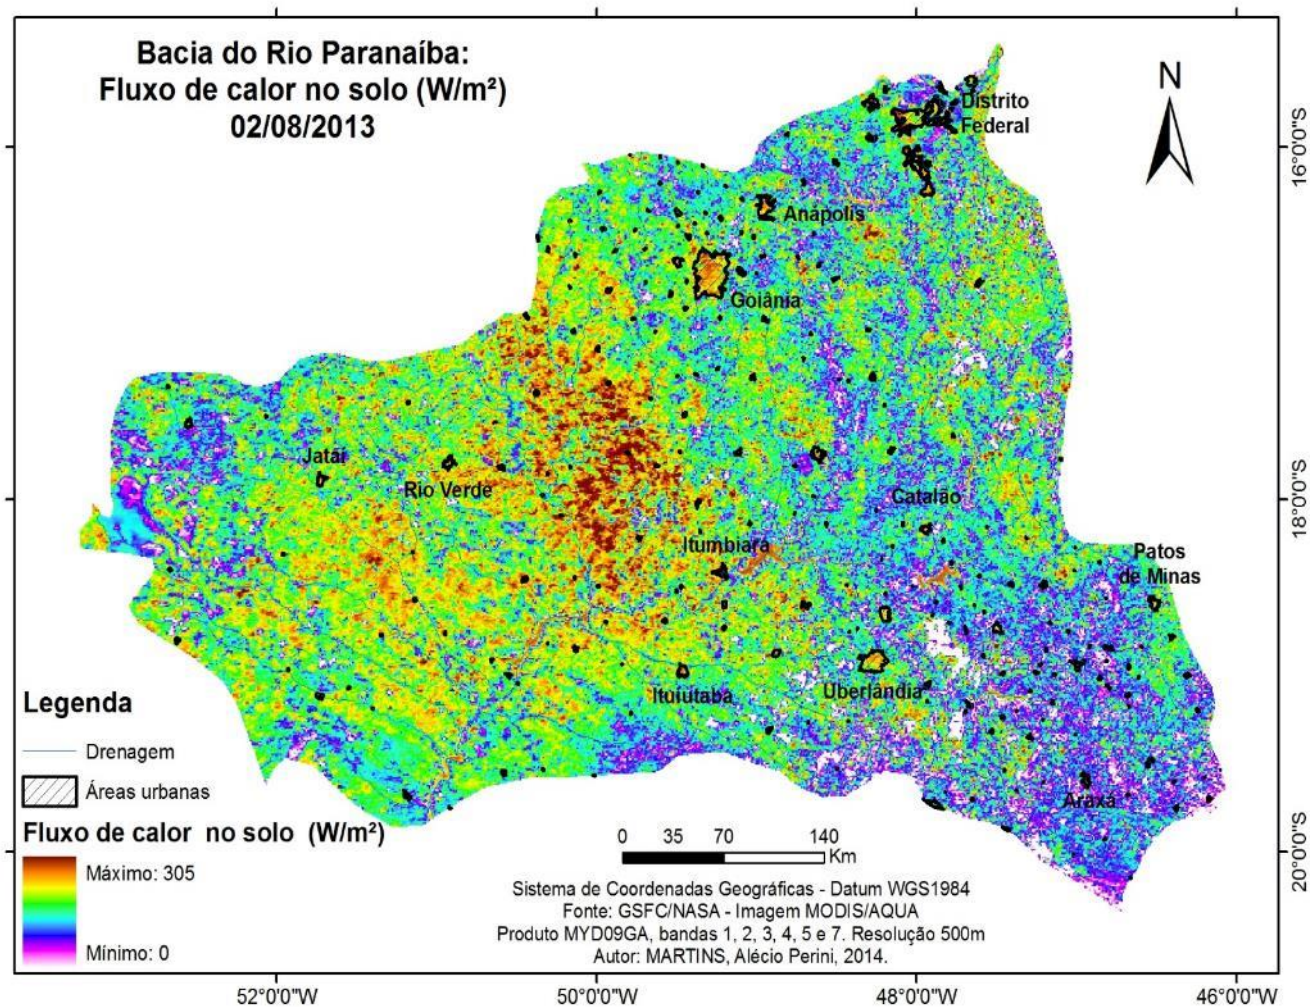 Bacia do Rio Paranaíba:
Fluxo de calor no solo (W/m²)
02/08/2013
N
Distrito
Federal
16°0'0"S
Anápolis
Goiânia
Jataí
Rio Verde
18°0'0"S
Catalão
Itumbiara
Patos
de Minas
Ituiutaba
Uberlândia
Araxá
20°0'0"S
Legenda
Drenagem
Áreas urbanas
Fluxo de calor no solo (W/m²)
Máximo: 305
Mínimo: 0
0 35 70 140
Km
Sistema de Coordenadas Geográficas - Datum WGS1984
Fonte: GSFC/NASA - Imagem MODIS/AQUA
Produto MYD09GA, bandas 1, 2, 3, 4, 5 e 7. Resolução 500m
Autor: MARTINS, Alécio Perini, 2014.
52°0'0"W 50°0'0"W 48°0'0"W 46°0'0"W